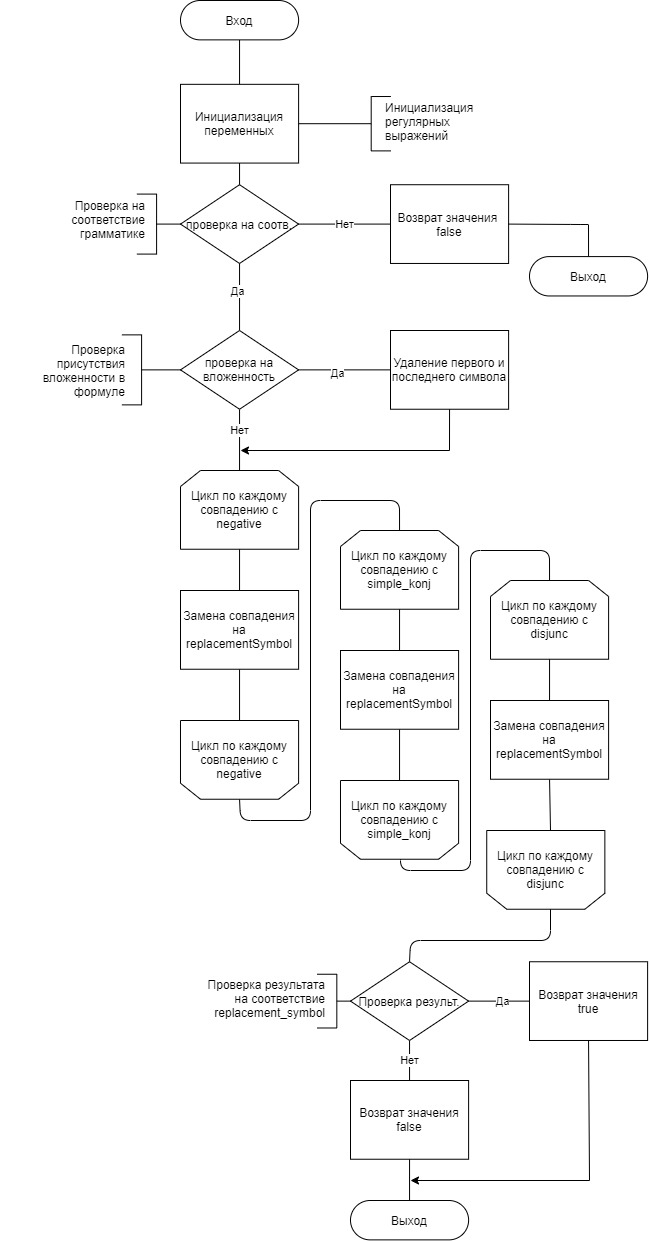 Вход
Инициализация
переменных
Инициализация
регулярных
выражений
Проверка на
соответствие
грамматике
проверка на соотв.
Нет
Возврат значения
false
Выход
Да
Проверка
присутствия
вложенности в
формуле
проверка на
вложенность
Да
Удаление первого и
последнего символа
Нет
Цикл по каждому
совпадению с
negative
Замена совпадения
на
replacementSymbol
Цикл по каждому
совпадению с
negative
Цикл по каждому
совпадению с
simple_konj
Замена совпадения
на
replacementSymbol
Цикл по каждому
совпадению с
simple_konj
Цикл по каждому
совпадению с
disjunc
Замена совпадения
на
replacementSymbol
Цикл по каждому
совпадению с
disjunc
Проверка результата
на соответствие
replacement_symbol
Проверка результ.
Да
Возврат значения
true
Нет
Возврат значения
false
Выход